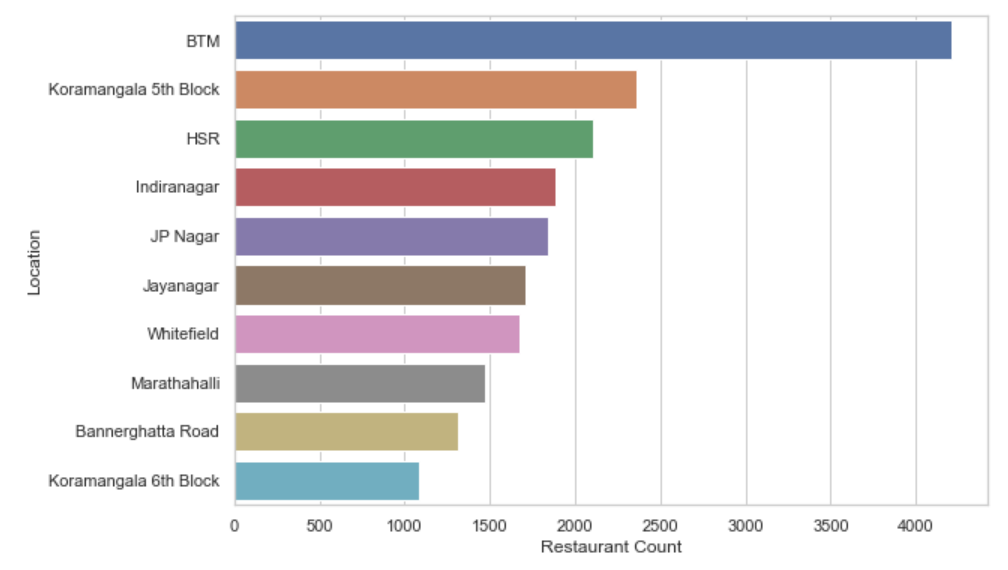 BTM
Koramangala 5th Block
HSR
Indiranagar
JP Nagar
Jayanagar
Whitefield
Marathahalli
Bannerghatta Road
Koramangala 6th Block
Location
0 500 1000 1500 2000 2500 3000 3500 4000
Restaurant Count